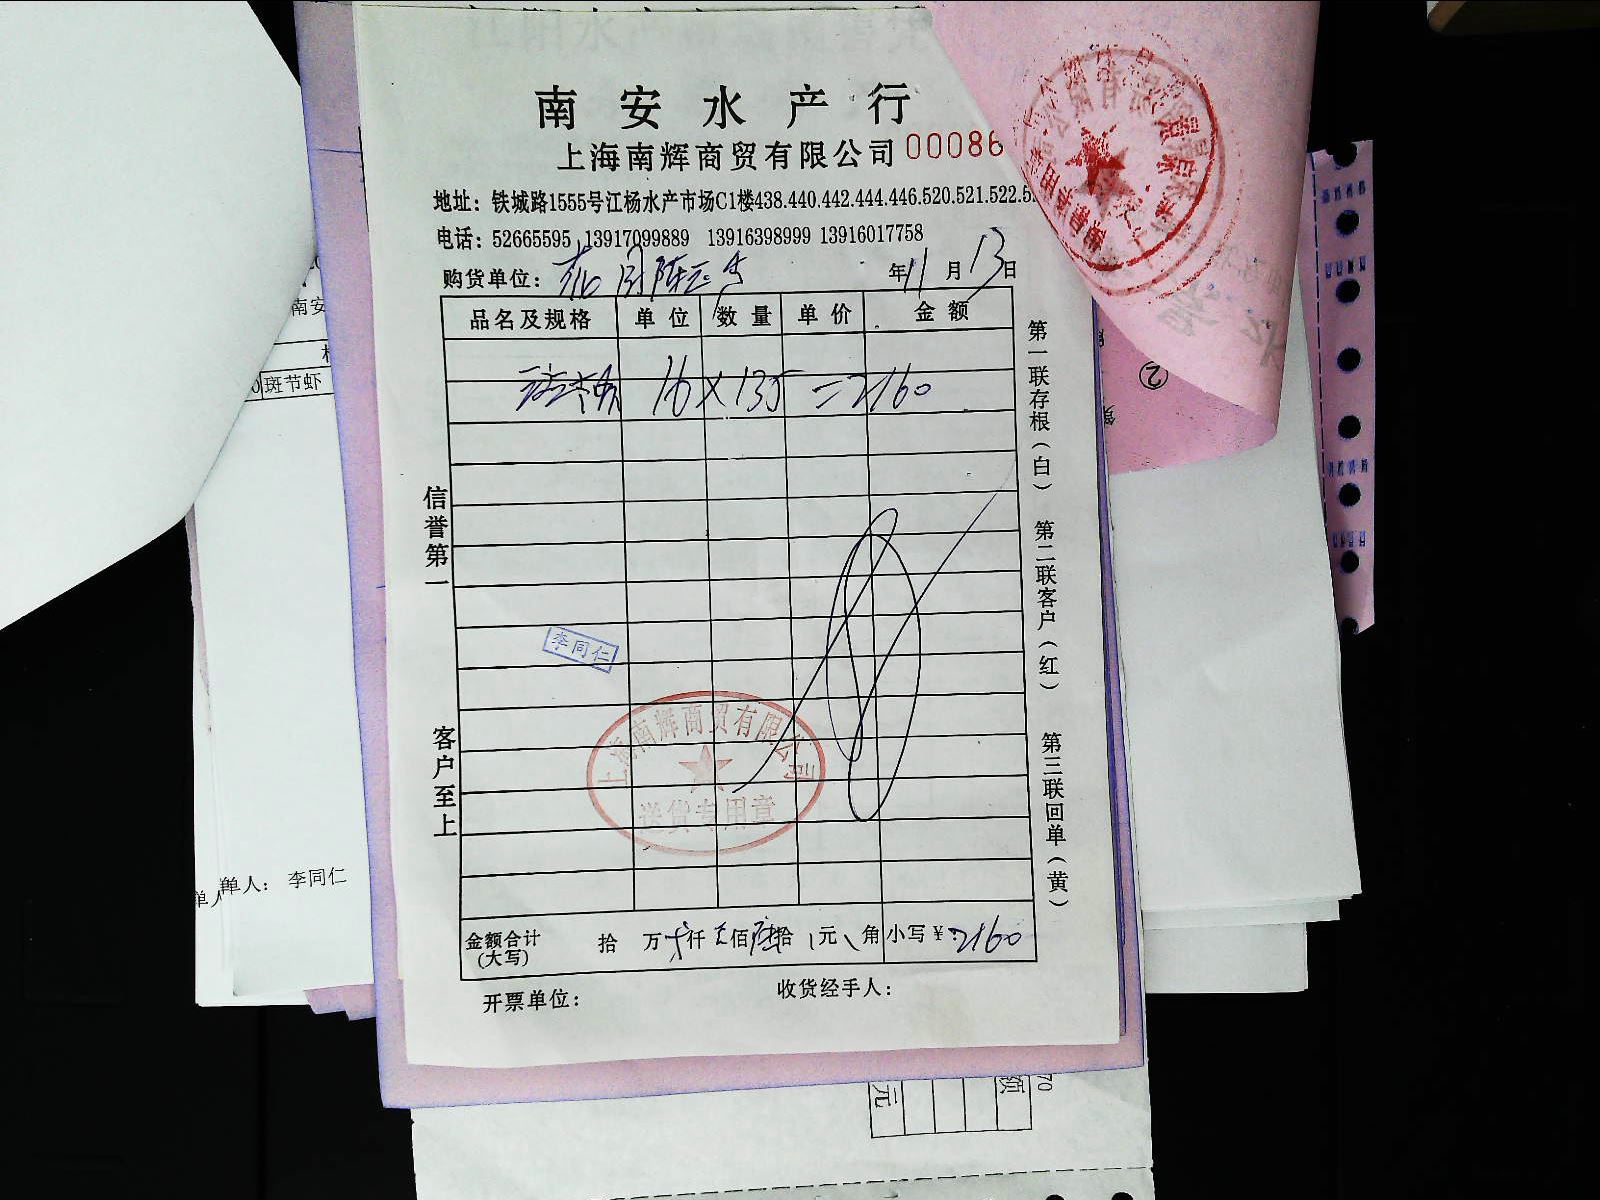 南安水产行
上海南辉商贸有限公司 00086
地址：铁城路1555号江杨水产市场C1楼438.440.442.444.446.520.521.522.5
电话：52665595 13917099889 13916398999 13916017758
购货单位： 年11月13日
品名及规格 单位 数量 单价 金额
16×135=2160
信誉第一
客户至上
第一联存根（白）
第二联客户（红）
第三联回单（黄）
李同仁
上海南辉商贸有限公司
送货专用章
金额合计 拾 万 仟 佰 拾 元 角 小写￥：2160
(大写)
开票单位： 收货经手人：
南安
斑节虾
单人： 李同仁
②
70
额
元